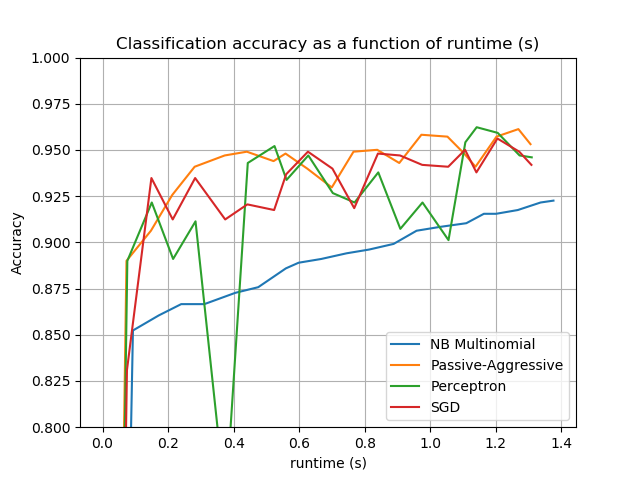 Classification accuracy as a function of runtime (s)
1.000
0.975
0.950
0.925
0.900
0.875
0.850
0.825
0.800
Accuracy
NB Multinomial
Passive-Aggressive
Perceptron
SGD
0.0 0.2 0.4 0.6 0.8 1.0 1.2 1.4
runtime (s)